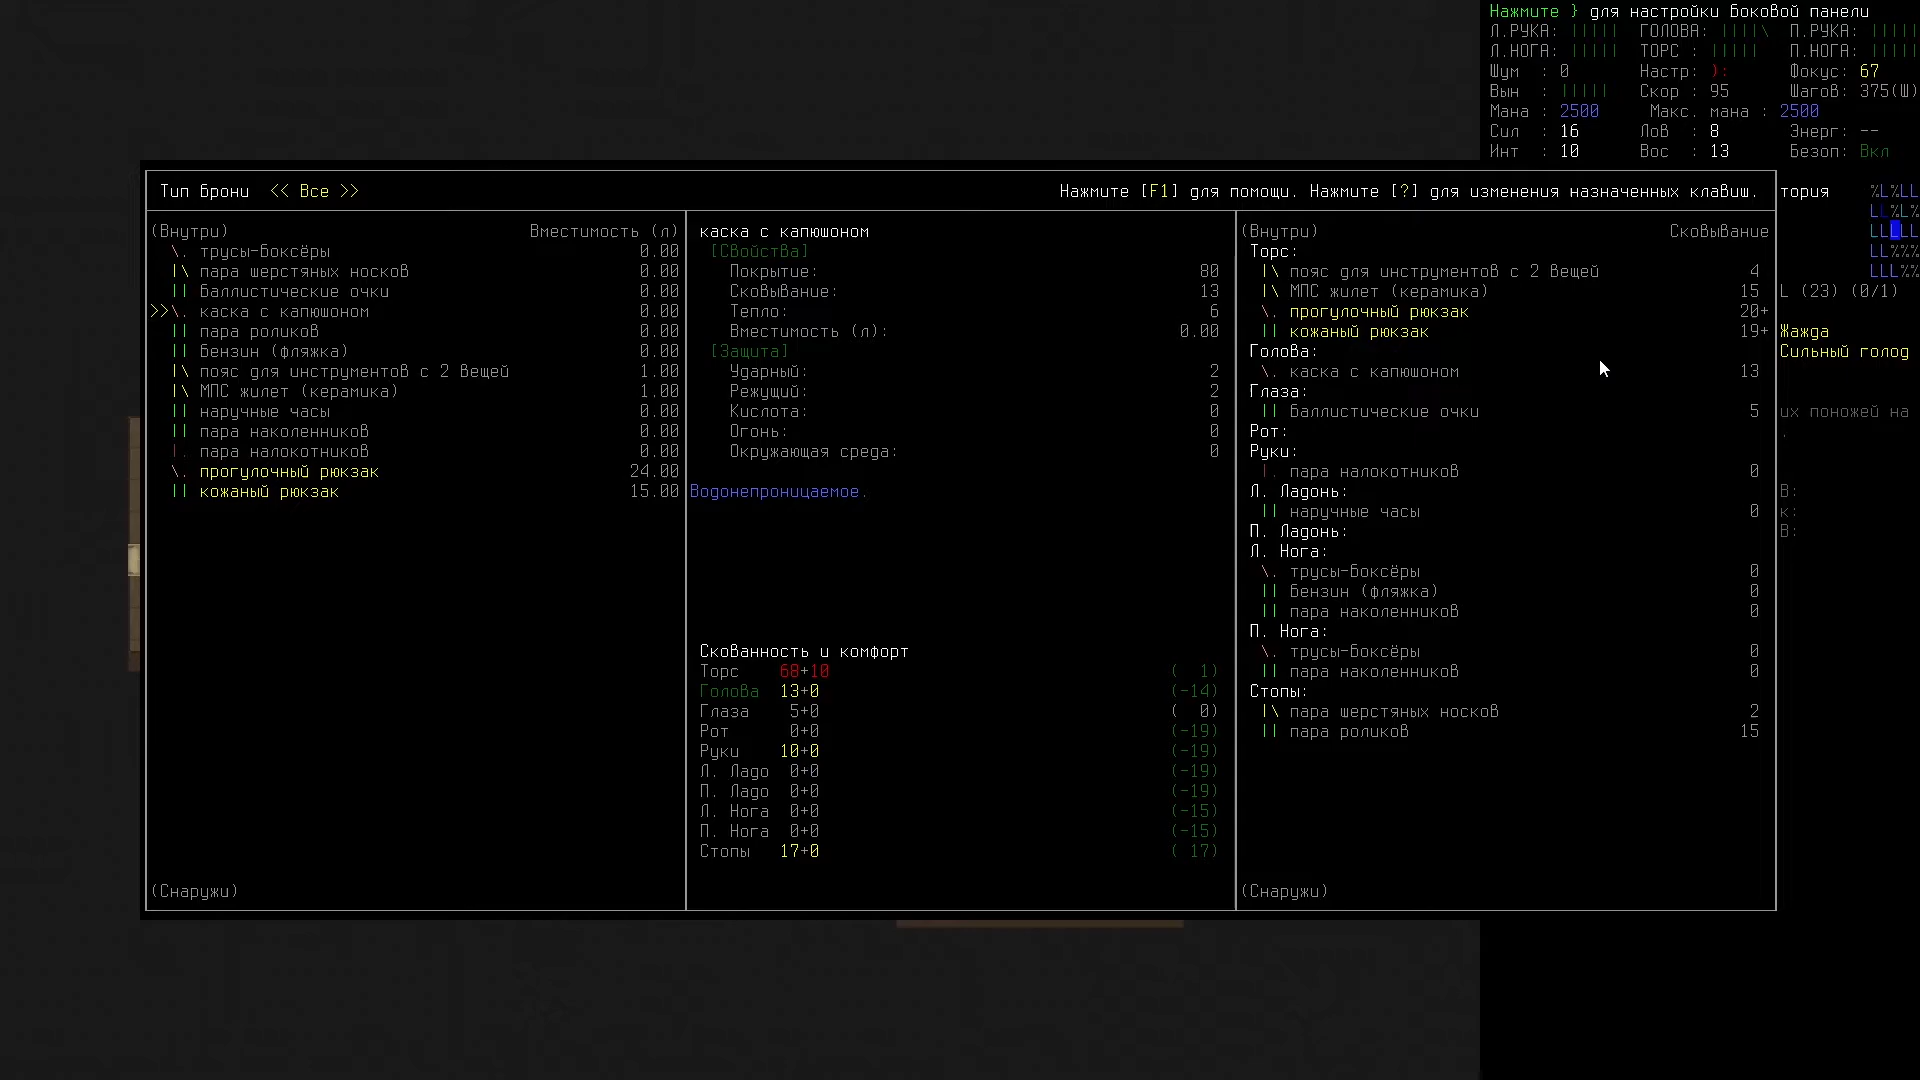 Нажмите } для настройки боковой панели
Л.РУКА: ||||| ГОЛОВА: ||||\ П.РУКА: |||||
Л.НОГА: ||||| ТОРС : ||||| П.НОГА: |||||
Шум : 0 Настр: ): Фокус: 67
Вын : ||||| Скор : 95 Шагов: 375(Ш)
Мана : 2500 Макс. мана : 2500
Сил : 16 Лов : 8 Энерг: --
Инт : 10 Вос : 13 Безоп: Вкл
Тип брони << Все >> Нажмите [F1] для помощи. Нажмите [?] для изменения назначенных клавиш.
тория %L%LL
(Внутри) Вместимость (л)
\. трусы-боксёры 0.00
|\ пара шерстяных носков 0.00
|| баллистические очки 0.00
>>\. каска с капюшоном 0.00
|| пара роликов 0.00
|| бензин (фляжка) 0.00
|\ пояс для инструментов с 2 вещей 1.00
|\ МПС жилет (керамика) 1.00
|| наручные часы 0.00
|| пара наколенников 0.00
|. пара налокотников 0.00
\. прогулочный рюкзак 24.00
|| кожаный рюкзак 15.00
(Снаружи)
каска с капюшоном
[Свойства]
Покрытие: 80
Сковывание: 13
Тепло: 6
Вместимость (л): 0.00
[Защита]
Ударный: 2
Режущий: 2
Кислота: 0
Огонь: 0
Окружающая среда: 0
Водонепроницаемое.
Скованность и комфорт
Торс 68+10 ( 1)
Голова 13+0 (-14)
Глаза 5+0 ( 0)
Рот 0+0 (-19)
Руки 10+0 (-19)
Л. Ладо 0+0 (-19)
П. Ладо 0+0 (-19)
Л. Нога 0+0 (-15)
П. Нога 0+0 (-15)
Стопы 17+0 ( 17)
(Внутри) Сковывание
Торс:
|\ пояс для инструментов с 2 вещей 4
|\ МПС жилет (керамика) 15
\. прогулочный рюкзак 20+
|| кожаный рюкзак 19+
Голова:
\. каска с капюшоном 13
Глаза:
|| баллистические очки 5
Рот:
Руки:
|. пара налокотников 0
Л. Ладонь:
|| наручные часы 0
П. Ладонь:
Л. Нога:
\. трусы-боксёры 0
|| бензин (фляжка) 0
|| пара наколенников 0
П. Нога:
\. трусы-боксёры 0
|| пара наколенников 0
Стопы:
|\ пара шерстяных носков 2
|| пара роликов 15
(Снаружи)
LL%L%
LLLLL
LL%%%
LLL%%
L (23) (0/1)
Жажда
Сильный голод
их поножей на
.
в:
к:
в: